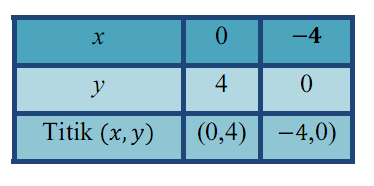 x 0 −4
y 4 0
Titik (x, y) (0,4) −4,0)